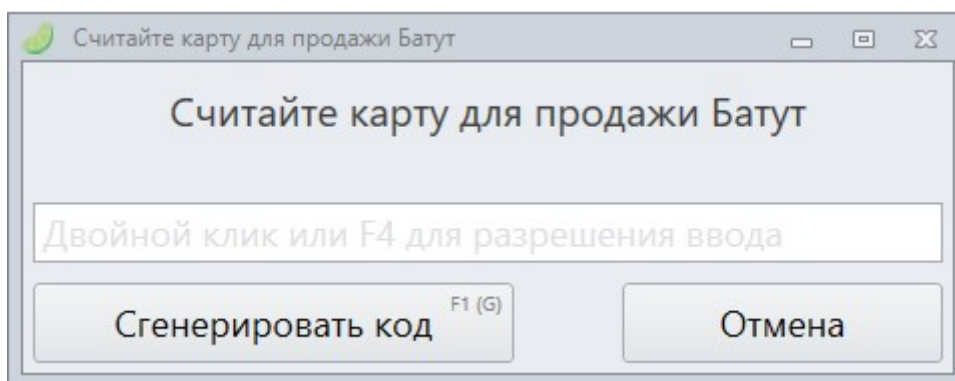 Считайте карту для продажи Батут
Считайте карту для продажи Батут
Двойной клик или F4 для разрешения ввода
Сгенерировать код F1 (G)
Отмена